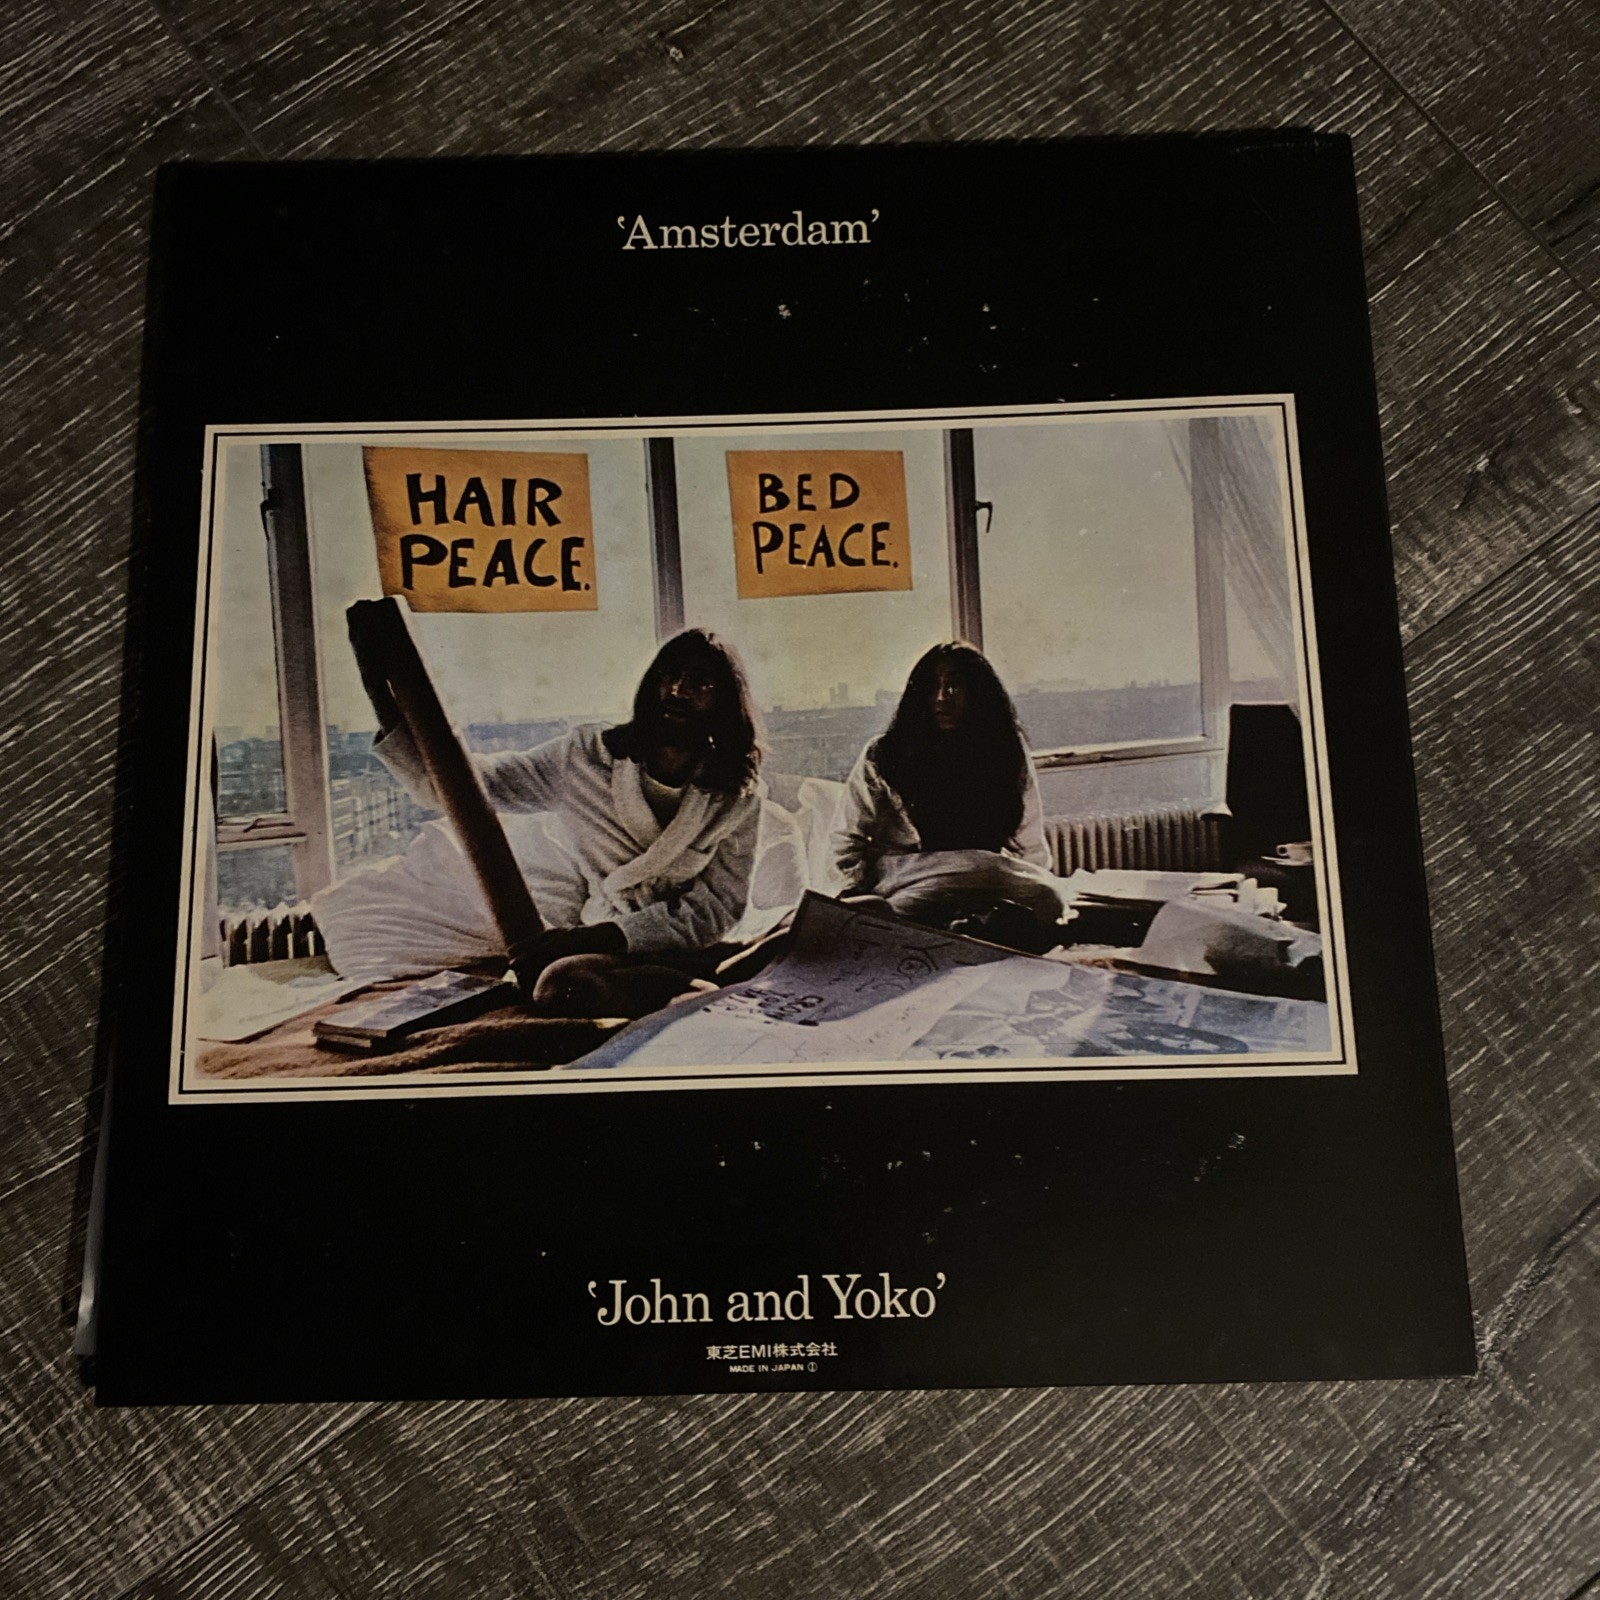 ‘Amsterdam’
HAIR
PEACE.
BED
PEACE.
‘John and Yoko’
東芝EMI株式会社
MADE IN JAPAN Ⓘ